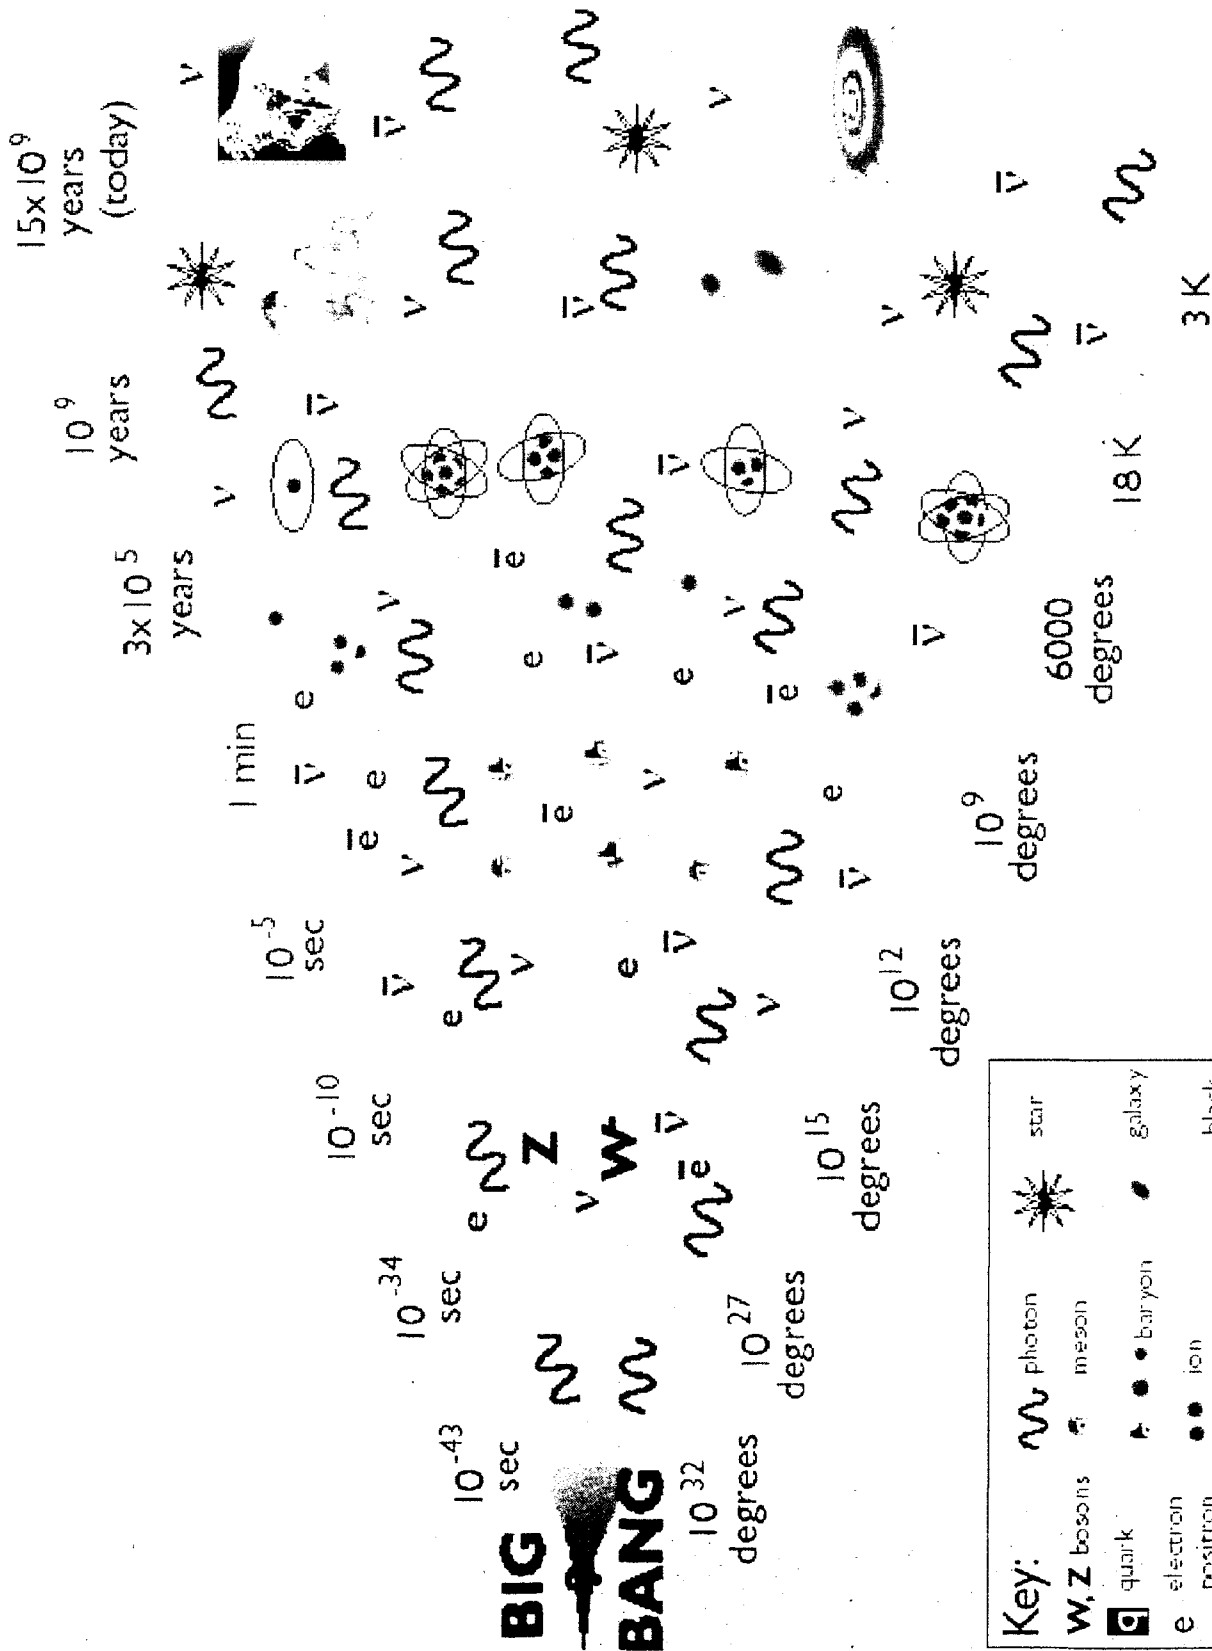 BIG
BANG
10^-43
sec
10^-34
sec
10^-10
sec
10^-5
sec
1 min
3x10^5
years
10^9
years
15x10^9
years
(today)
10^32
degrees
10^27
degrees
10^15
degrees
10^12
degrees
10^9
degrees
6000
degrees
18 K
3 K
e
ν
Z
W
e̅
ν̅
e
ν̅
ν
e
ν̅
ν
ν̅
e̅
e
ν
e̅
ν
e
ν̅
e
ν
e
ν̅
e̅
e
ν
e̅
ν̅
ν
ν̅
ν̅
ν
ν
ν̅
ν
ν̅
ν
ν̅
ν
ν̅
Key:
W, Z bosons
photon
star
q quark
meson
galaxy
baryon
e electron
ion
positron
black